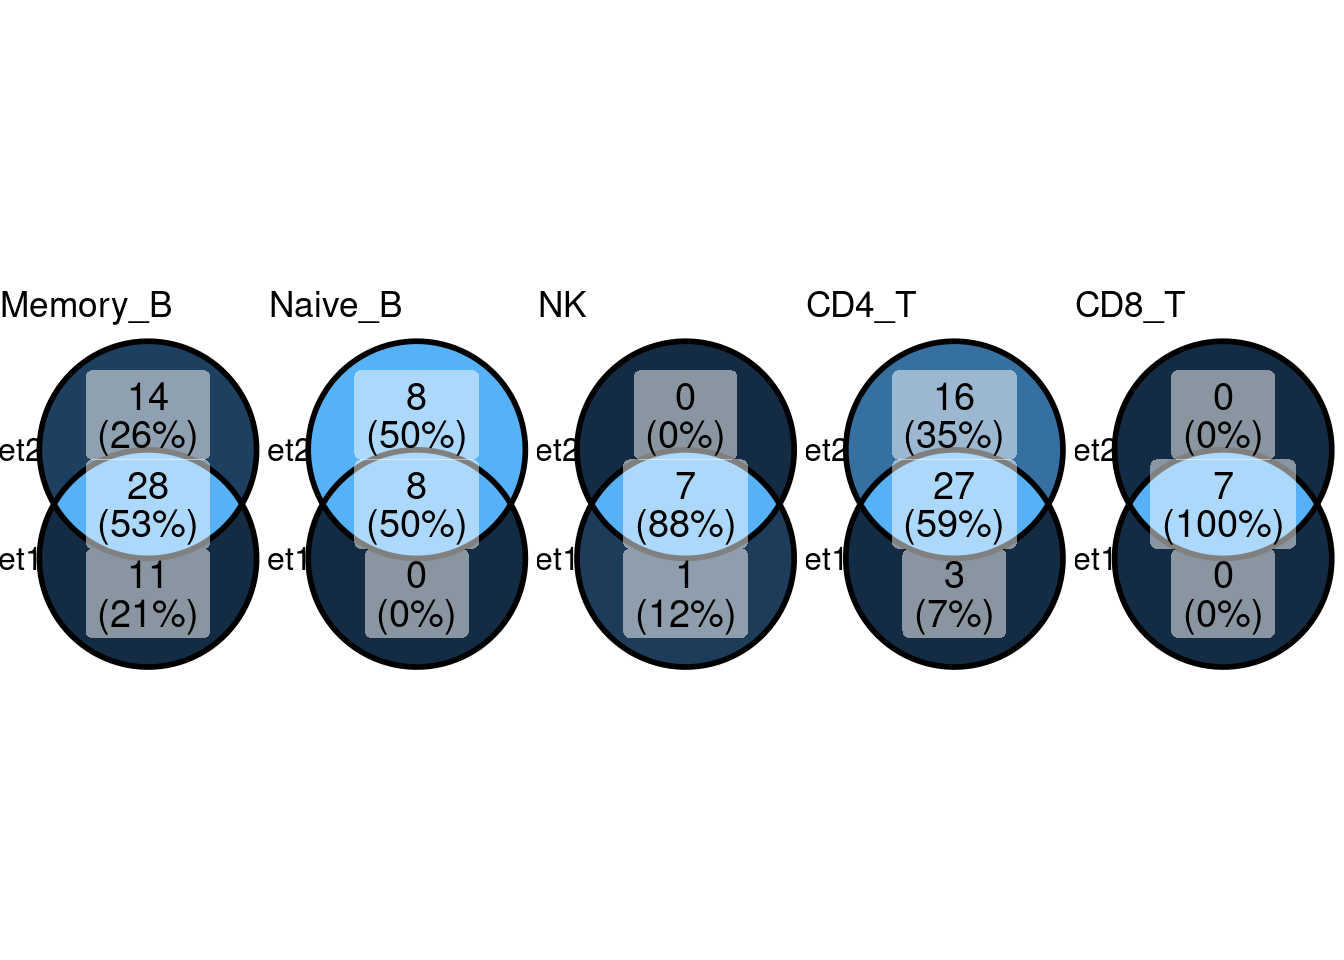 Memory_B
Naive_B
NK
CD4_T
CD8_T
14
(26%)
28
(53%)
11
(21%)
et2
et1
8
(50%)
8
(50%)
0
(0%)
et2
et1
0
(0%)
7
(88%)
1
(12%)
et2
et1
16
(35%)
27
(59%)
3
(7%)
et2
et1
0
(0%)
7
(100%)
0
(0%)
et2
et1